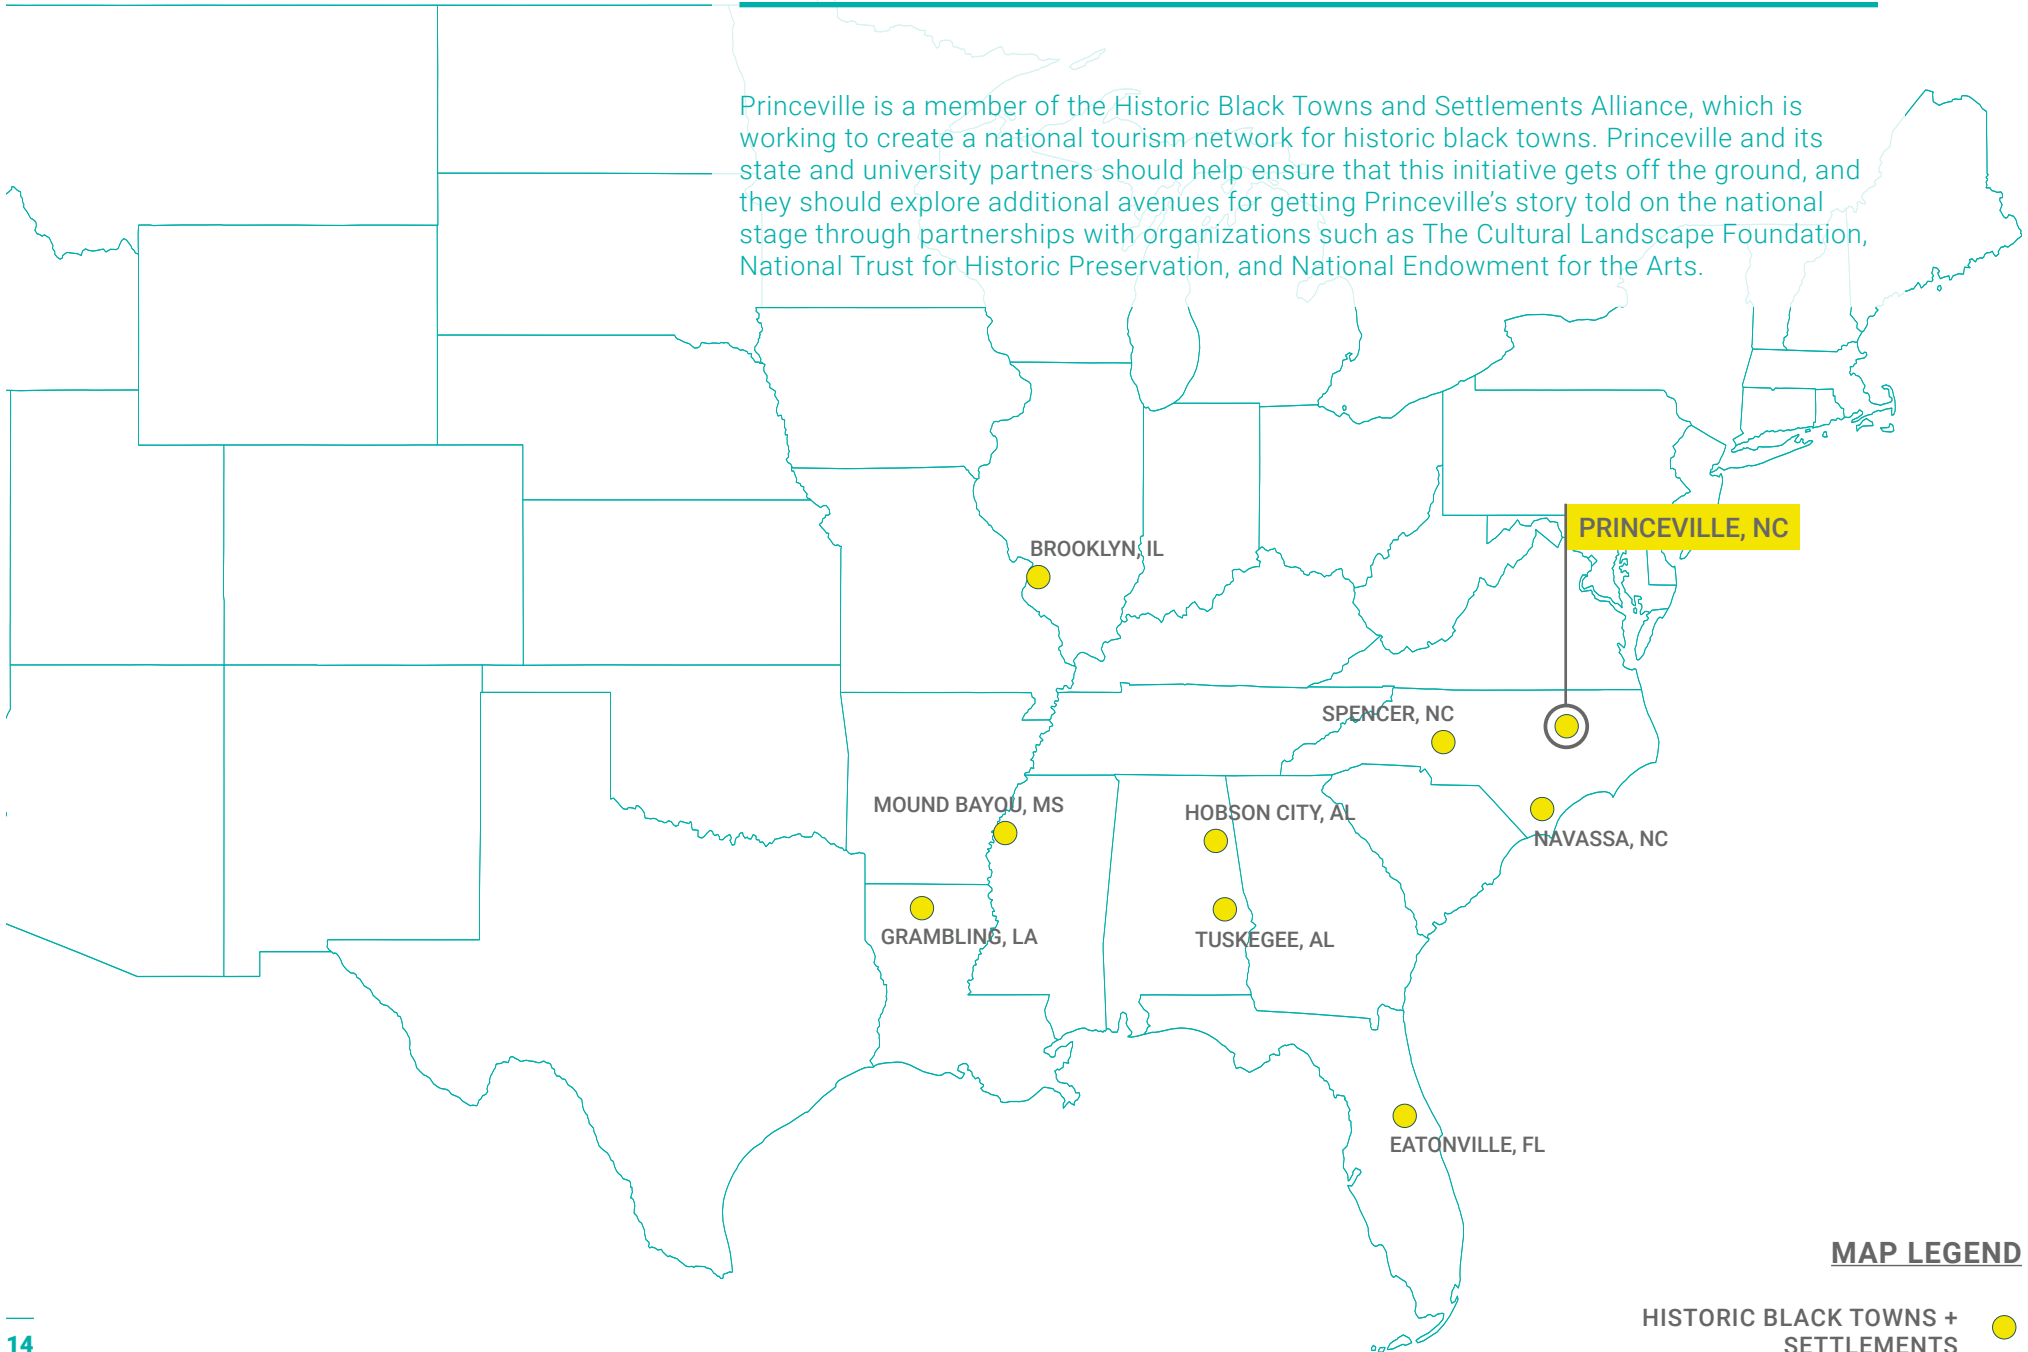 Princeville is a member of the Historic Black Towns and Settlements Alliance, which is
working to create a national tourism network for historic black towns. Princeville and its
state and university partners should help ensure that this initiative gets off the ground, and
they should explore additional avenues for getting Princeville’s story told on the national
stage through partnerships with organizations such as The Cultural Landscape Foundation,
National Trust for Historic Preservation, and National Endowment for the Arts.
PRINCEVILLE, NC
BROOKLYN, IL
SPENCER, NC
MOUND BAYOU, MS
HOBSON CITY, AL
NAVASSA, NC
GRAMBLING, LA
TUSKEGEE, AL
EATONVILLE, FL
MAP LEGEND
HISTORIC BLACK TOWNS +
SETTLEMENTS
14